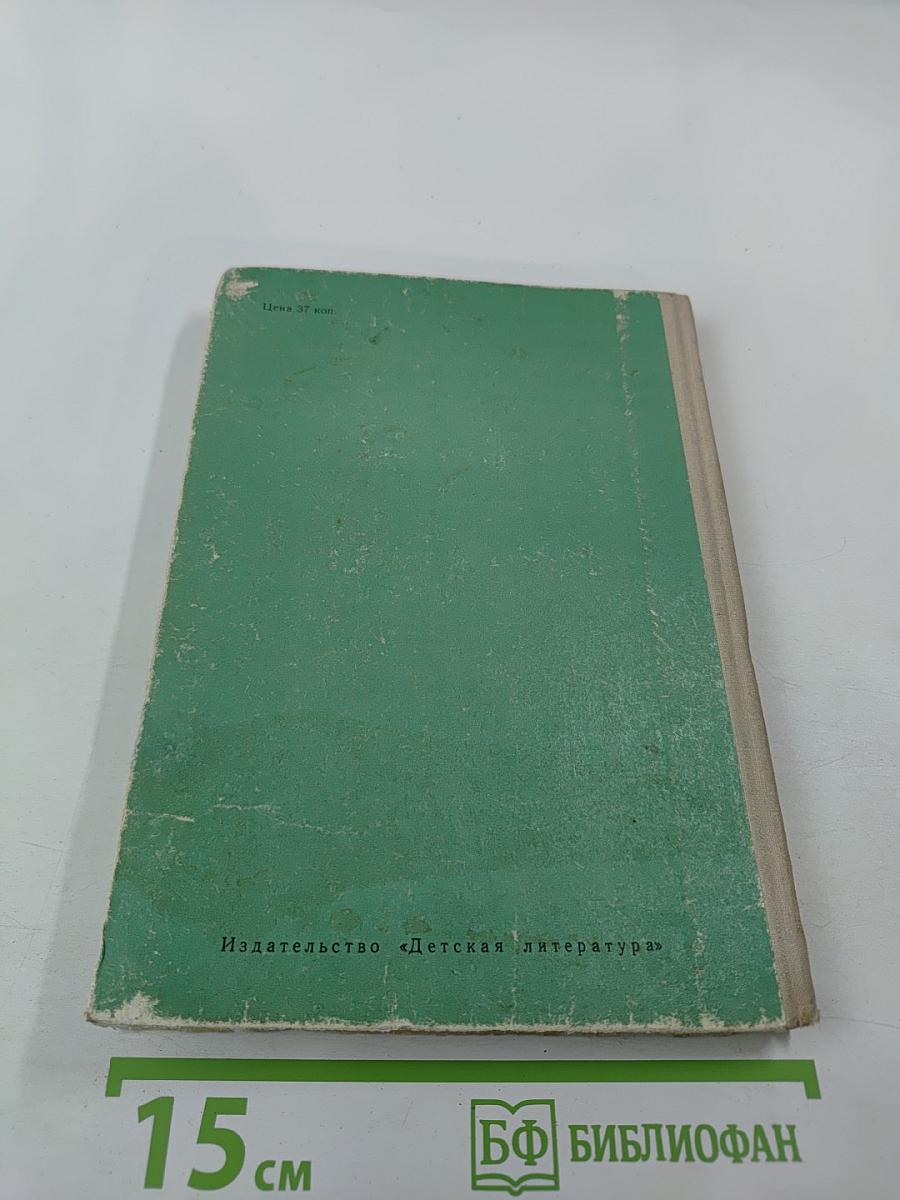 Цена 37 коп.
Издательство «Детская литература»
15 см
БФ БИБЛИОФАН